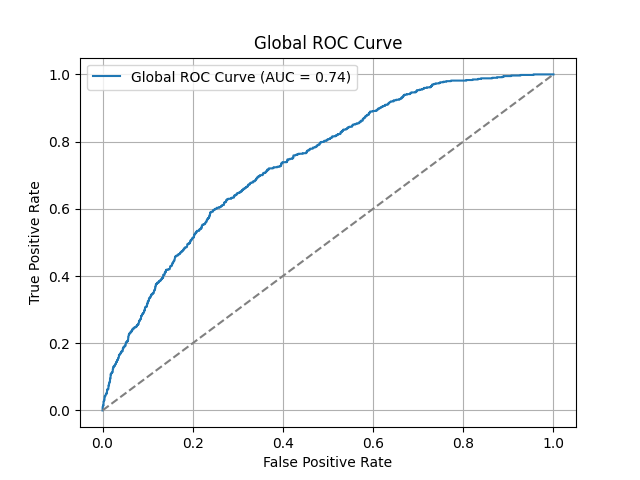 Global ROC Curve
Global ROC Curve (AUC = 0.74)
1.0
0.8
0.6
0.4
0.2
0.0
True Positive Rate
0.0 0.2 0.4 0.6 0.8 1.0
False Positive Rate